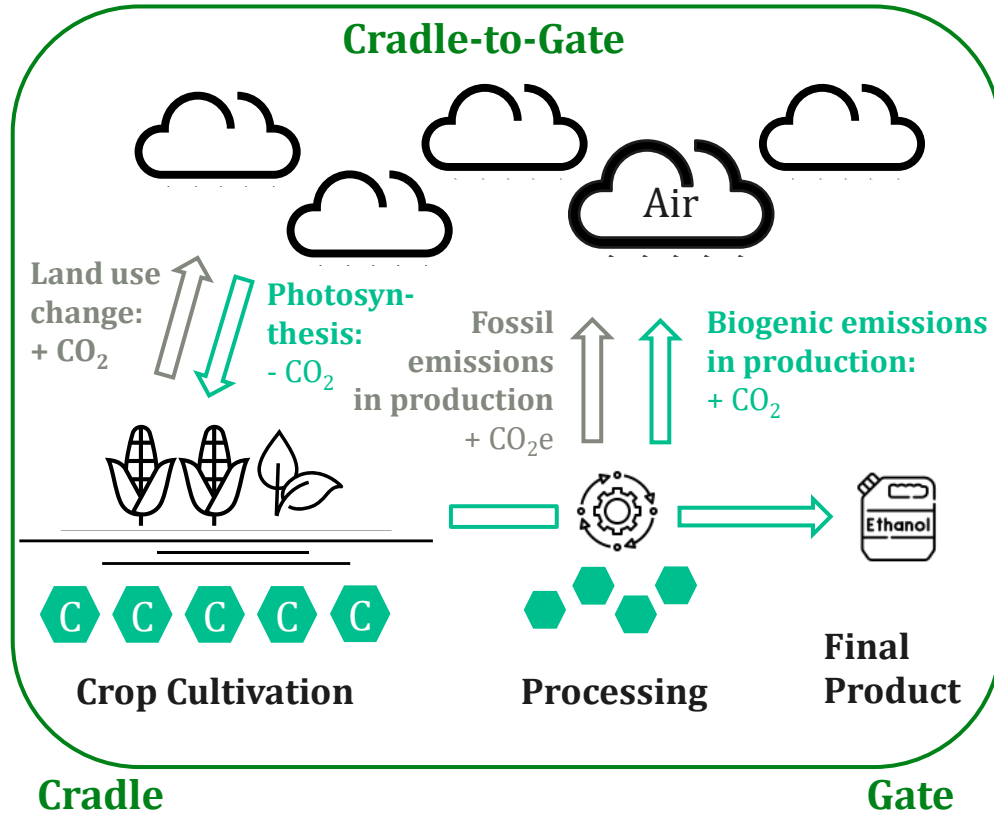 Cradle-to-Gate
Air
Land use
change:
+ CO₂
Photosyn-
thesis:
- CO₂
Fossil
emissions
in production
+ CO₂e
Biogenic emissions
in production:
+ CO₂
Ethanol
C C C C C
Crop Cultivation
Processing
Final
Product
Cradle
Gate